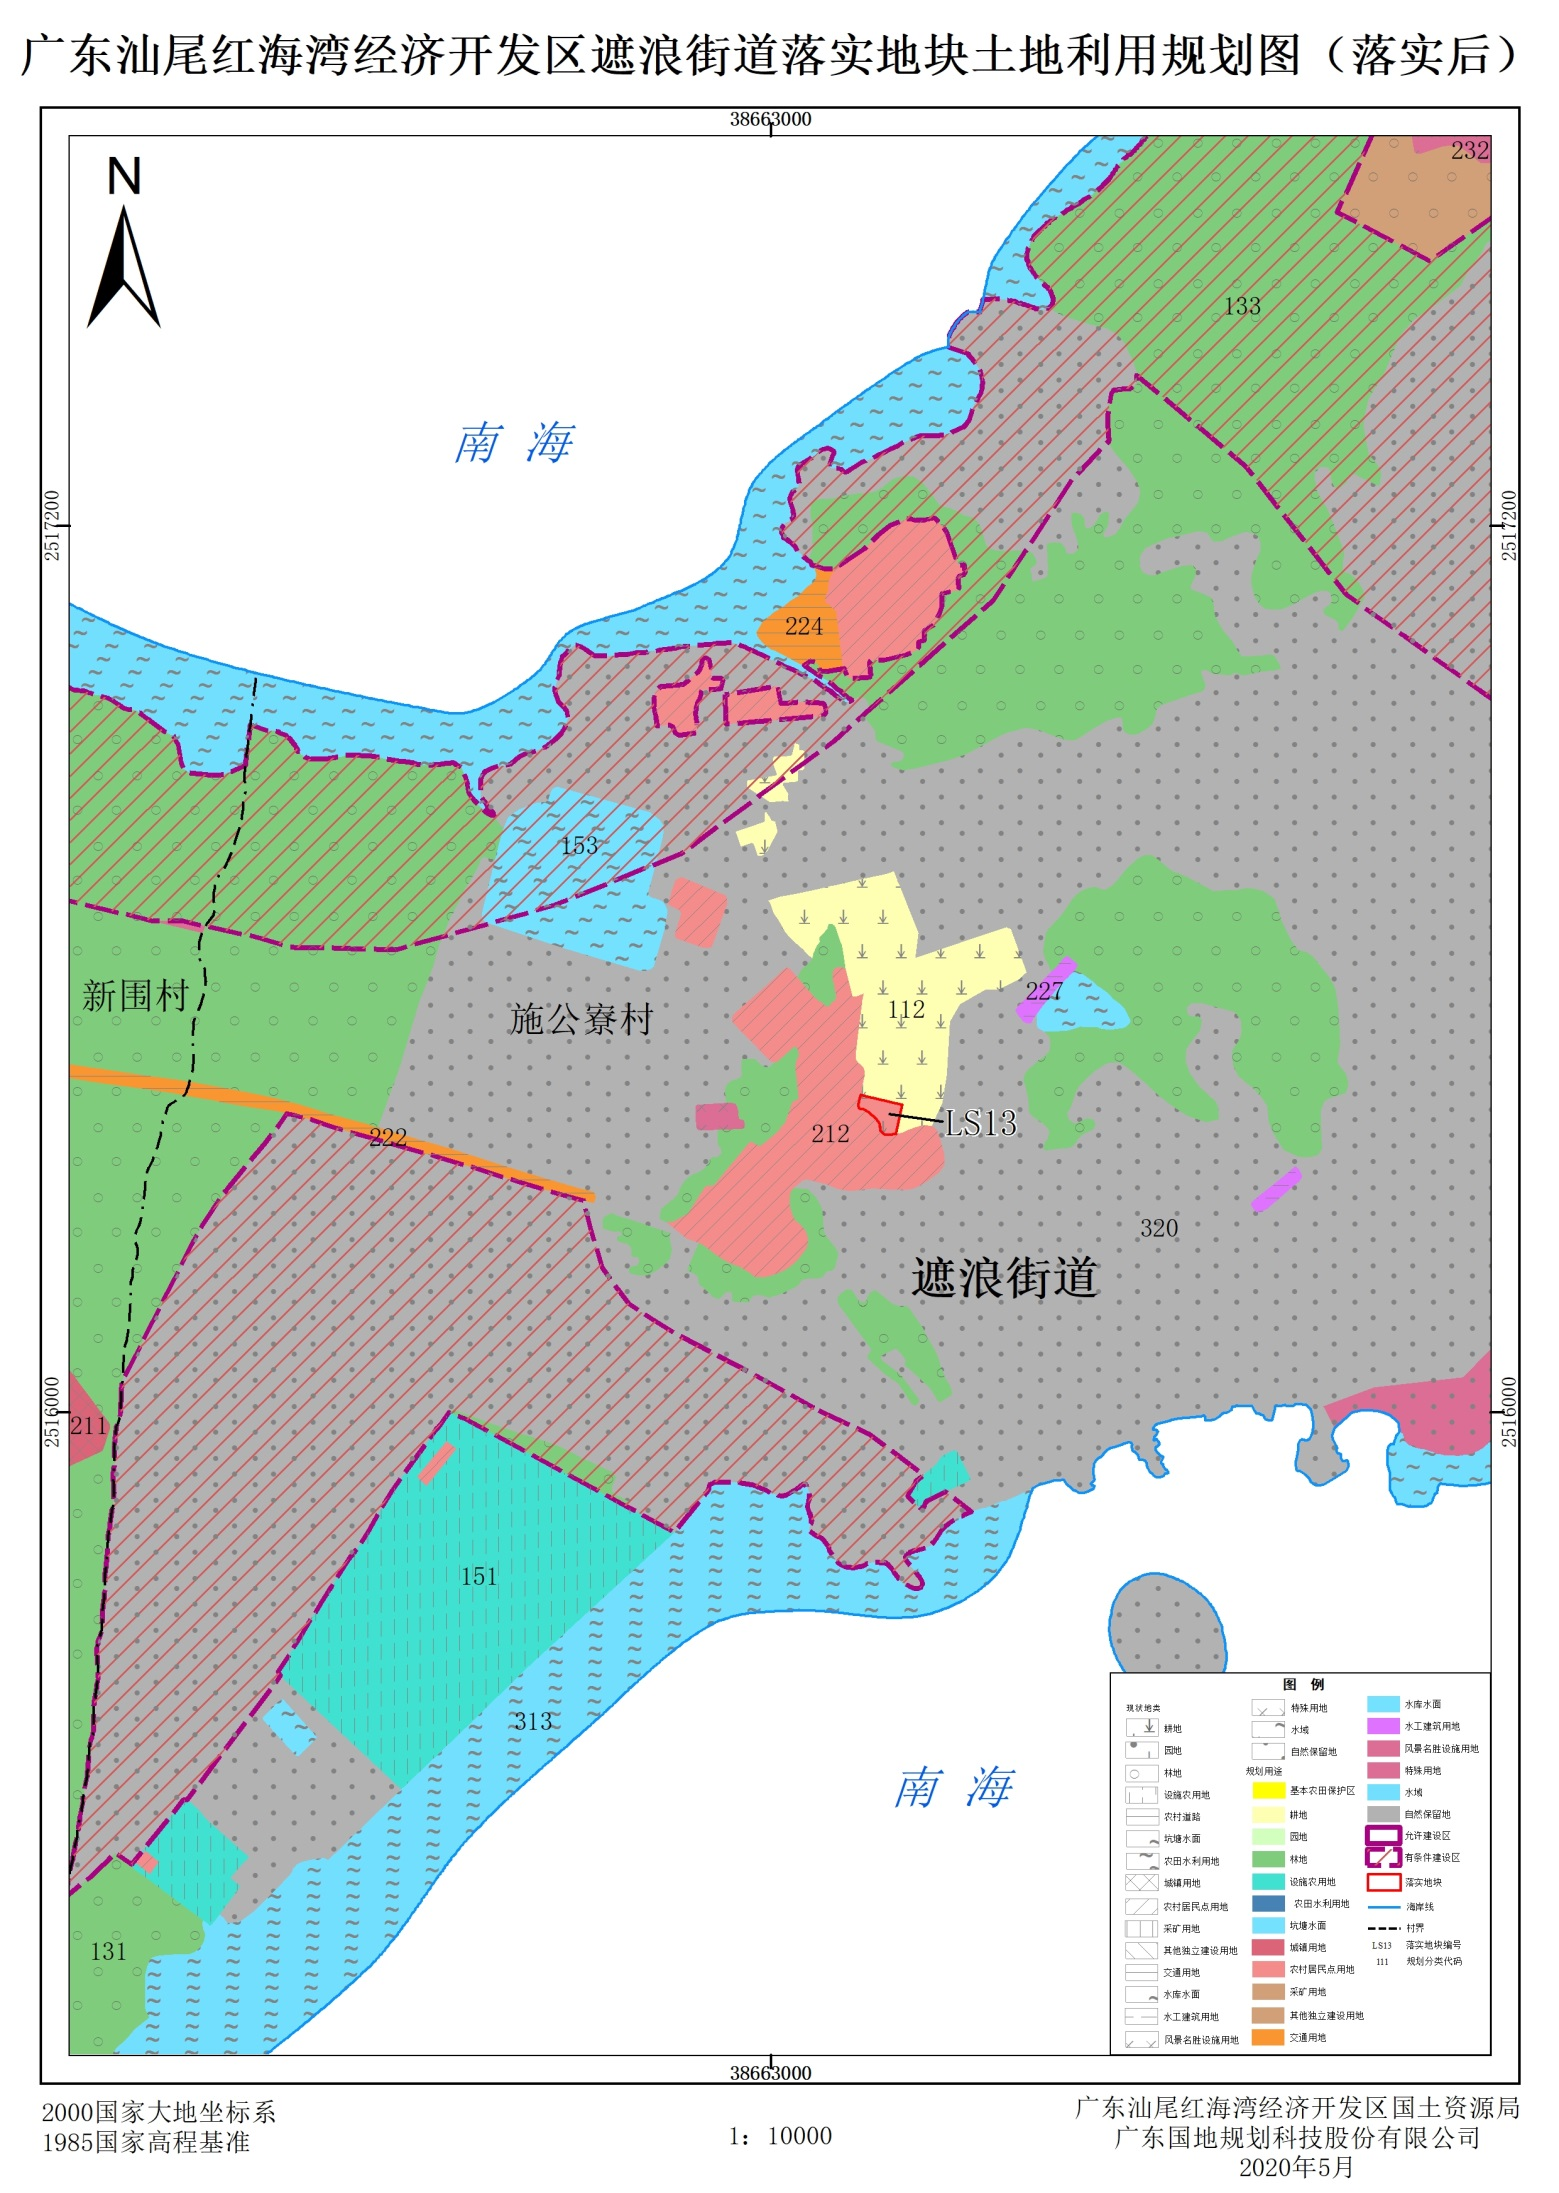 广东汕尾红海湾经济开发区遮浪街道落实地块土地利用规划图（落实后）
38663000
N
232
133
南 海
2517200
2517200
224
153
新围村
施公寮村
112
227
LS13
212
222
320
遮浪街道
2516000
2516000
211
151
313
南 海
131
图 例
现状地类
耕地
园地
林地
设施农用地
农村道路
坑塘水面
农田水利用地
城镇用地
农村居民点用地
采矿用地
其他独立建设用地
交通用地
水库水面
水工建筑用地
风景名胜设施用地
特殊用地
水域
自然保留地
规划用途
基本农田保护区
耕地
园地
林地
设施农用地
农田水利用地
坑塘水面
城镇用地
农村居民点用地
采矿用地
其他独立建设用地
交通用地
水库水面
水工建筑用地
风景名胜设施用地
特殊用地
水域
自然保留地
允许建设区
有条件建设区
落实地块
海岸线
村界
LS13 落实地块编号
111 规划分类代码
38663000
2000国家大地坐标系
1985国家高程基准
1：10000
广东汕尾红海湾经济开发区国土资源局
广东国地规划科技股份有限公司
2020年5月